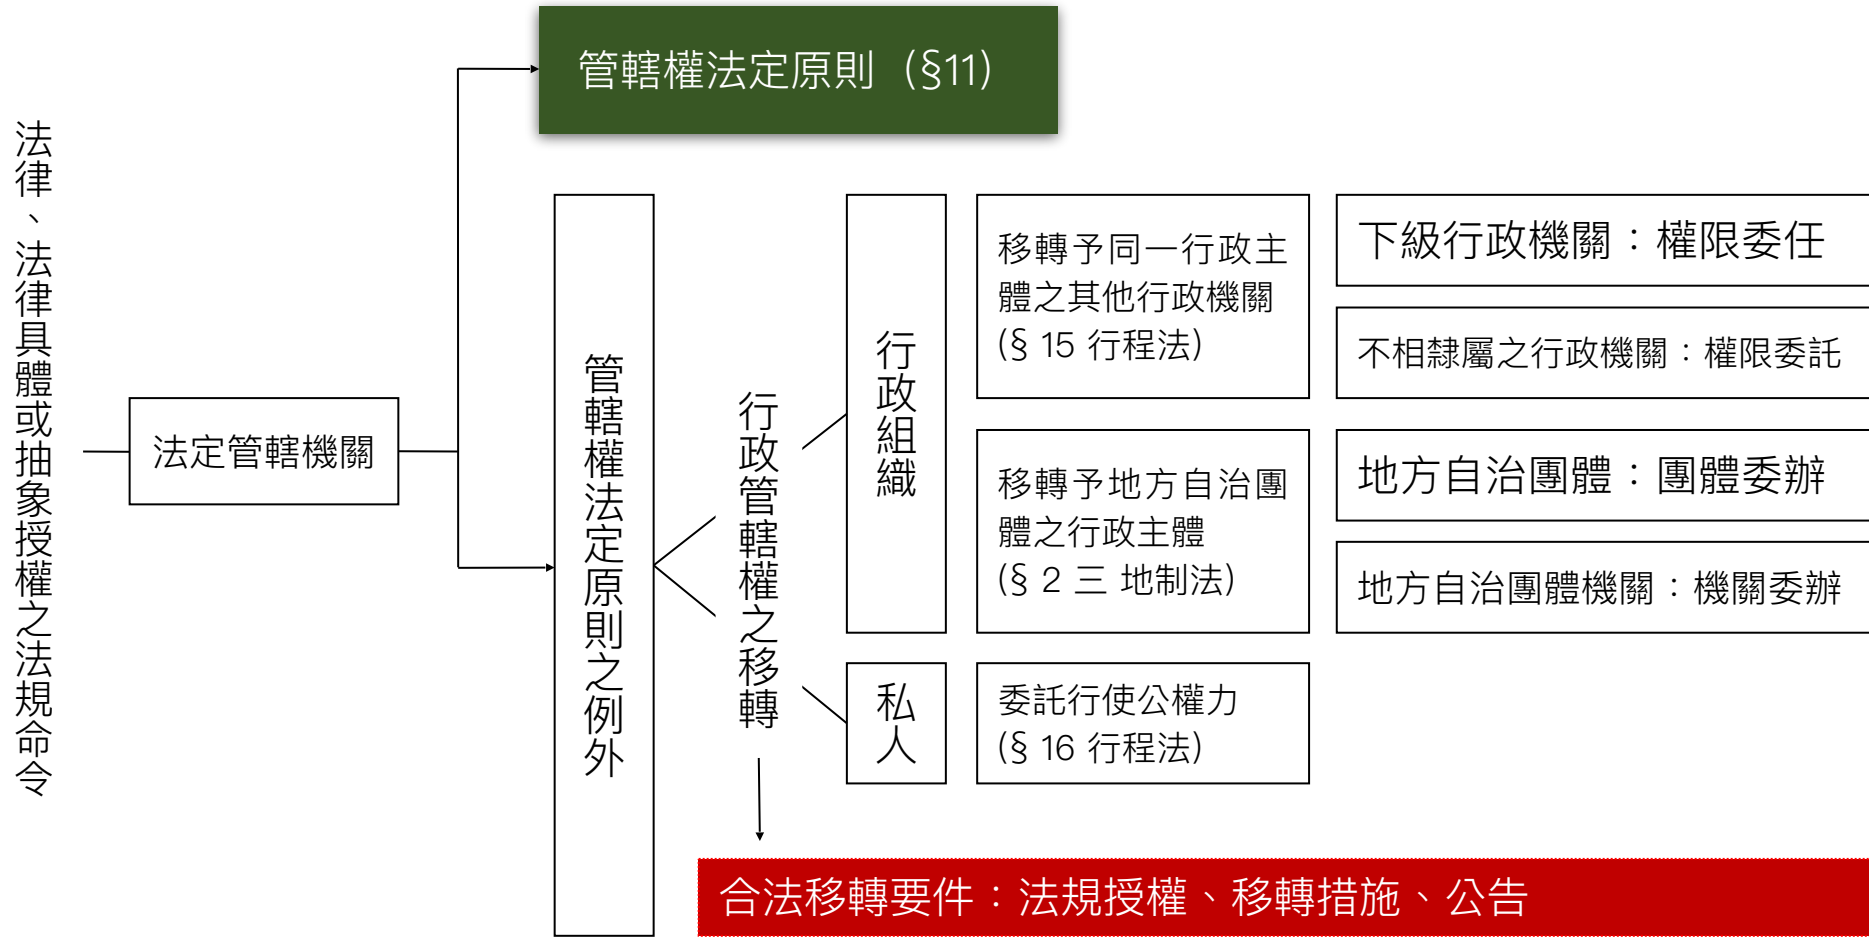 法律、法律具體或抽象授權之法規命令
法定管轄機關
管轄權法定原則（§11）
管轄權法定原則之例外
行政管轄權之移轉
行政組織
移轉予同一行政主
體之其他行政機關
(§ 15 行程法)
下級行政機關：權限委任
不相隸屬之行政機關：權限委託
移轉予地方自治團
體之行政主體
(§ 2 三 地制法)
地方自治團體：團體委辦
地方自治團體機關：機關委辦
私人
委託行使公權力
(§ 16 行程法)
合法移轉要件：法規授權、移轉措施、公告